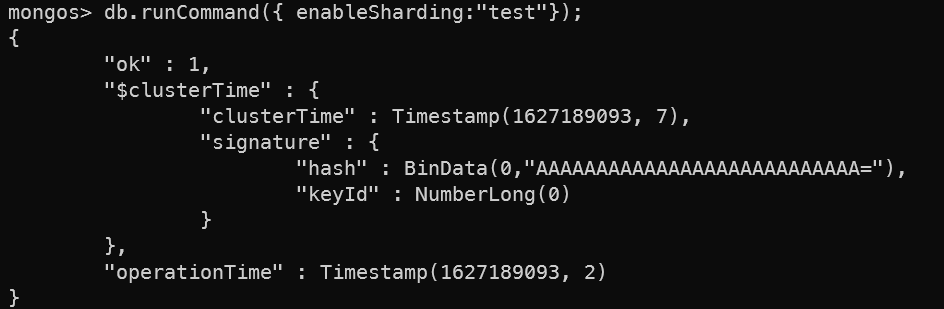 mongos> db.runCommand({ enableSharding:"test"});
{
        "ok" : 1,
        "$clusterTime" : {
                "clusterTime" : Timestamp(1627189093, 7),
                "signature" : {
                        "hash" : BinData(0,"AAAAAAAAAAAAAAAAAAAAAAAAAAA="),
                        "keyId" : NumberLong(0)
                }
        },
        "operationTime" : Timestamp(1627189093, 2)
}